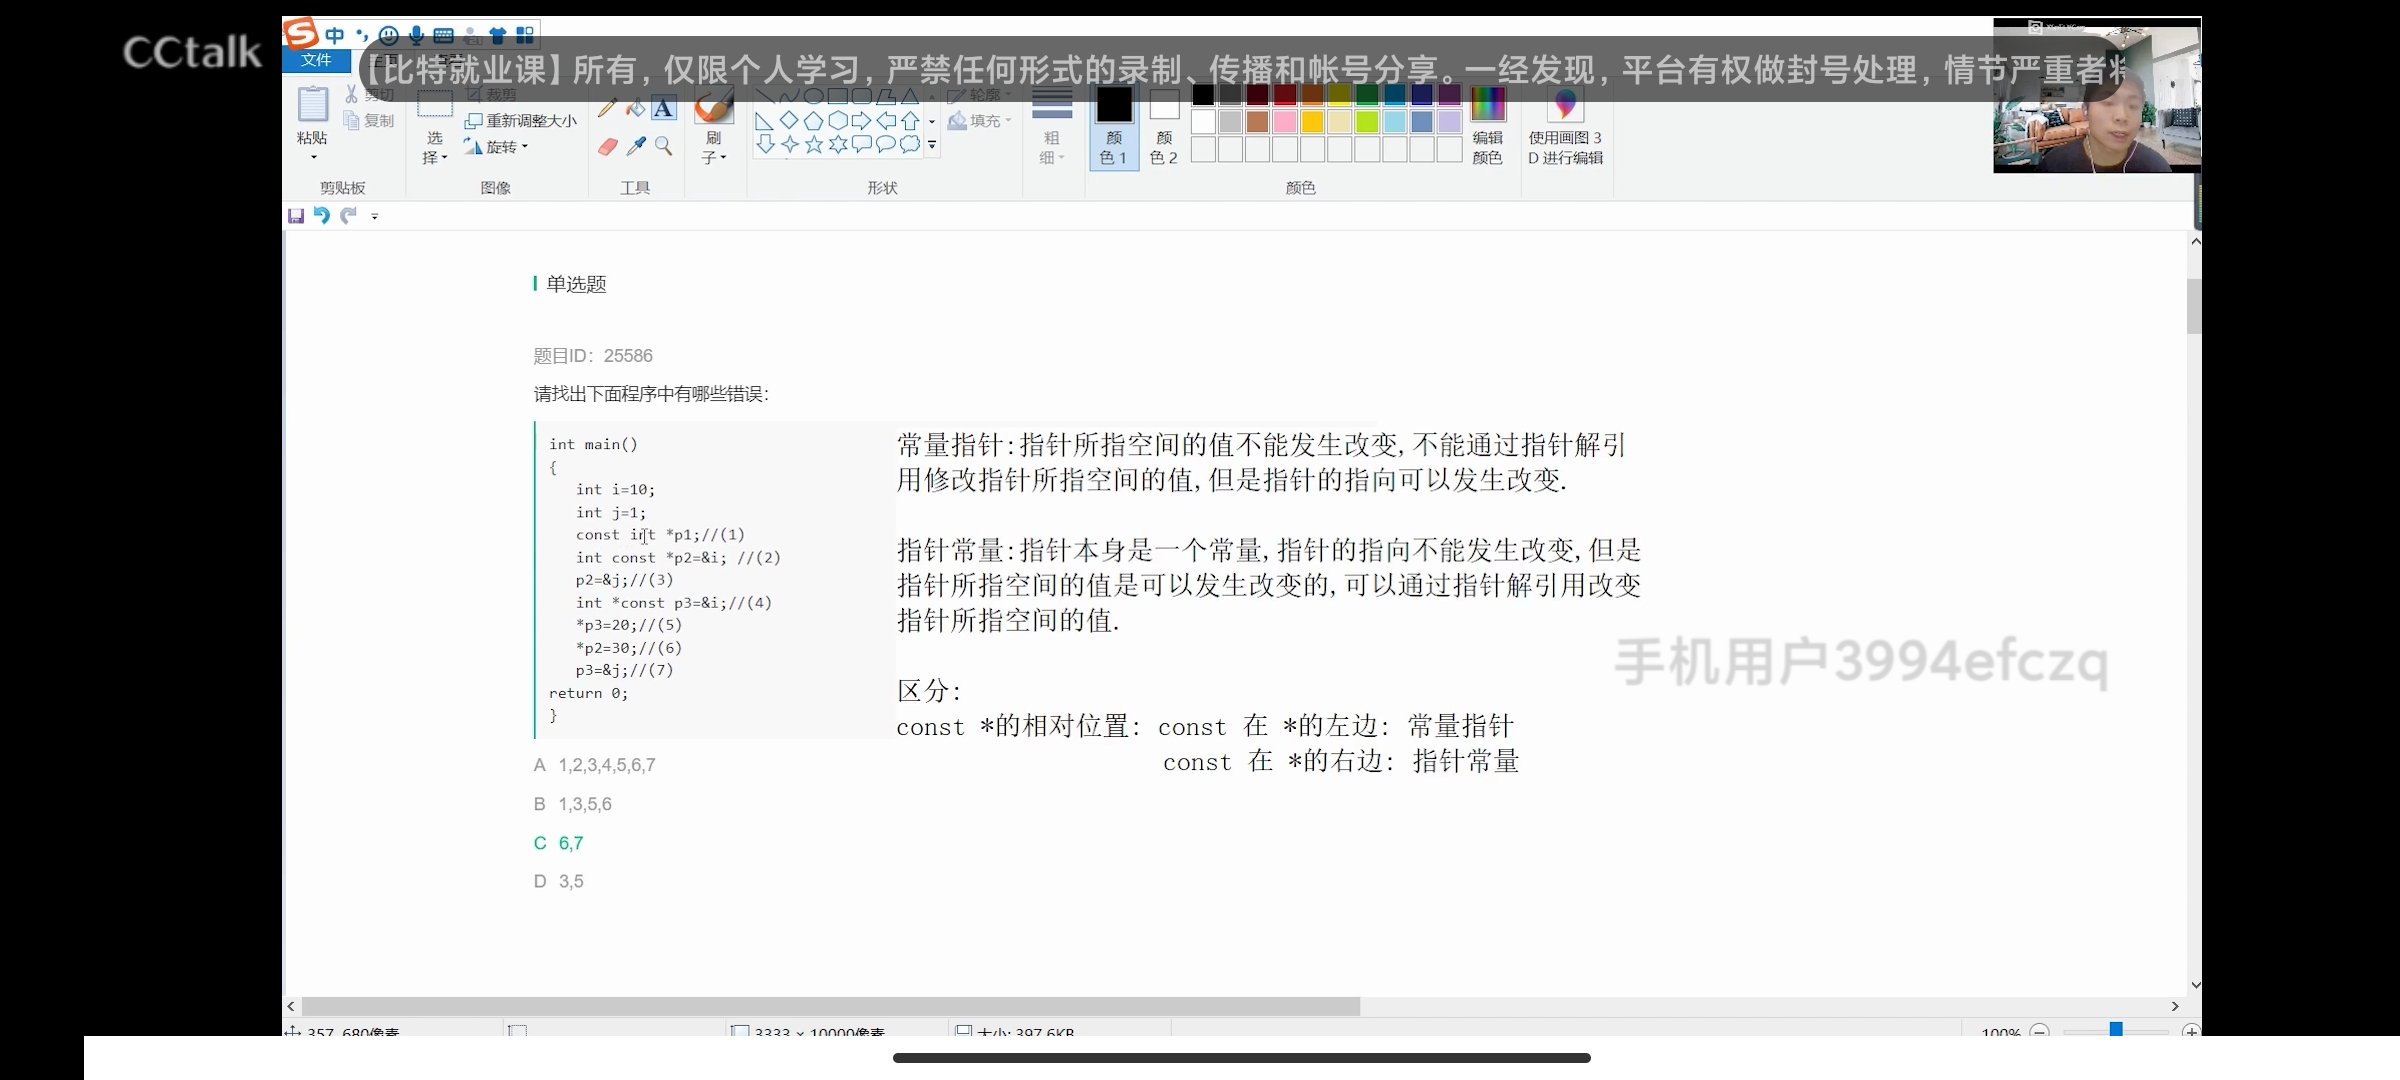 CCtalk
中
文件
【比特就业课】所有，仅限个人学习，严禁任何形式的录制、传播和帐号分享。一经发现，平台有权做封号处理，情节严重者将
粘贴
剪切
复制
剪贴板
选择
裁剪
重新调整大小
旋转
图像
A
工具
刷子
轮廓
填充
形状
粗细
颜色 1
颜色 2
编辑颜色
颜色
使用画图 3
D 进行编辑
单选题
题目ID：25586
请找出下面程序中有哪些错误：
int main()
{
int i=10;
int j=1;
const int *p1;//(1)
int const *p2=&i; //(2)
p2=&j;//(3)
int *const p3=&i;//(4)
*p3=20;//(5)
*p2=30;//(6)
p3=&j;//(7)
return 0;
}
常量指针:指针所指空间的值不能发生改变,不能通过指针解引
用修改指针所指空间的值,但是指针的指向可以发生改变.
指针常量:指针本身是一个常量,指针的指向不能发生改变,但是
指针所指空间的值是可以发生改变的,可以通过指针解引用改变
指针所指空间的值.
区分:
const *的相对位置: const 在 *的左边: 常量指针
const 在 *的右边: 指针常量
手机用户3994efczq
A 1,2,3,4,5,6,7
B 1,3,5,6
C 6,7
D 3,5
357, 680像素
3333 × 10000像素
大小: 397.6KB
100%